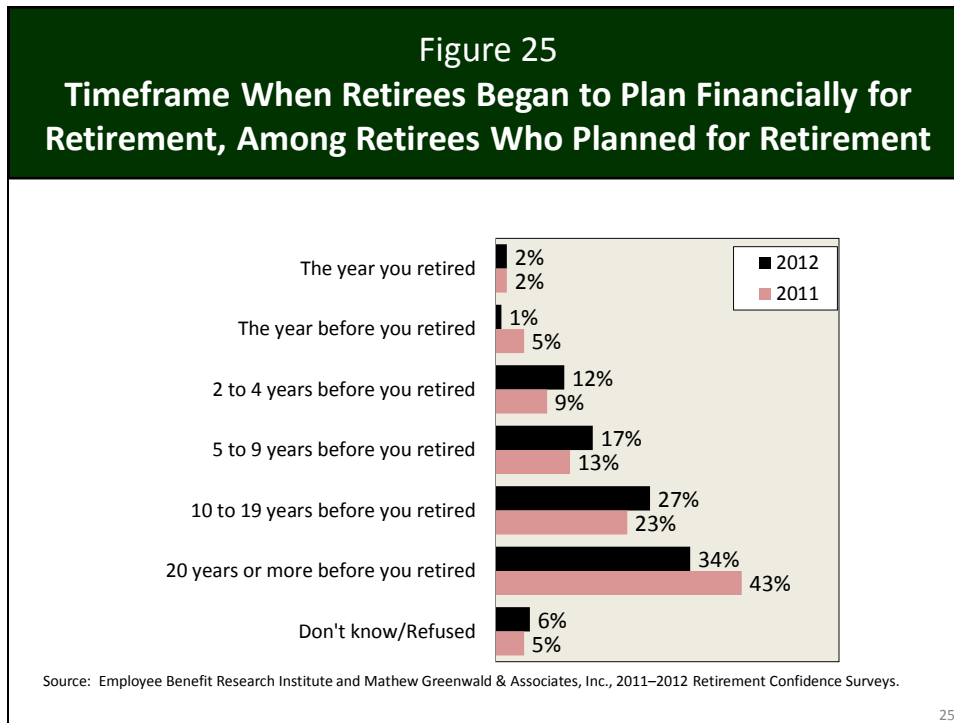 Figure 25
Timeframe When Retirees Began to Plan Financially for
Retirement, Among Retirees Who Planned for Retirement
2012
2011
The year you retired
2%
2%
The year before you retired
1%
5%
2 to 4 years before you retired
12%
9%
5 to 9 years before you retired
17%
13%
10 to 19 years before you retired
27%
23%
20 years or more before you retired
34%
43%
Don't know/Refused
6%
5%
Source:  Employee Benefit Research Institute and Mathew Greenwald & Associates, Inc., 2011–2012 Retirement Confidence Surveys.
25